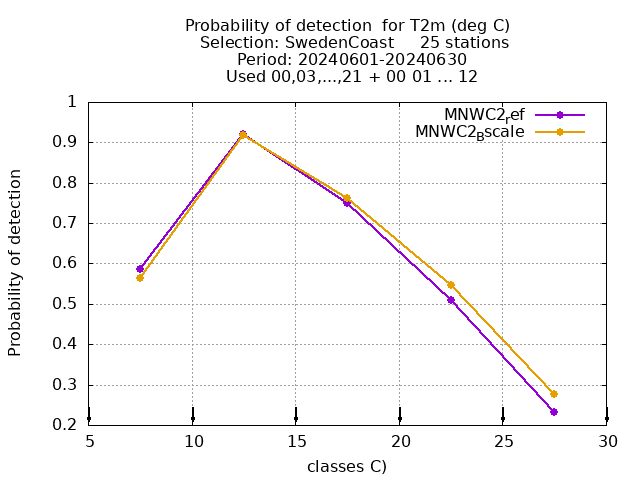 Probability of detection  for T2m (deg C)
Selection: SwedenCoast     25 stations
Period: 20240601-20240630
Used 00,03,...,21 + 00 01 ... 12
MNWC2ref
MNWC2Bscale
1
0.9
0.8
0.7
0.6
0.5
0.4
0.3
0.2
Probability of detection
5 10 15 20 25 30
classes C)